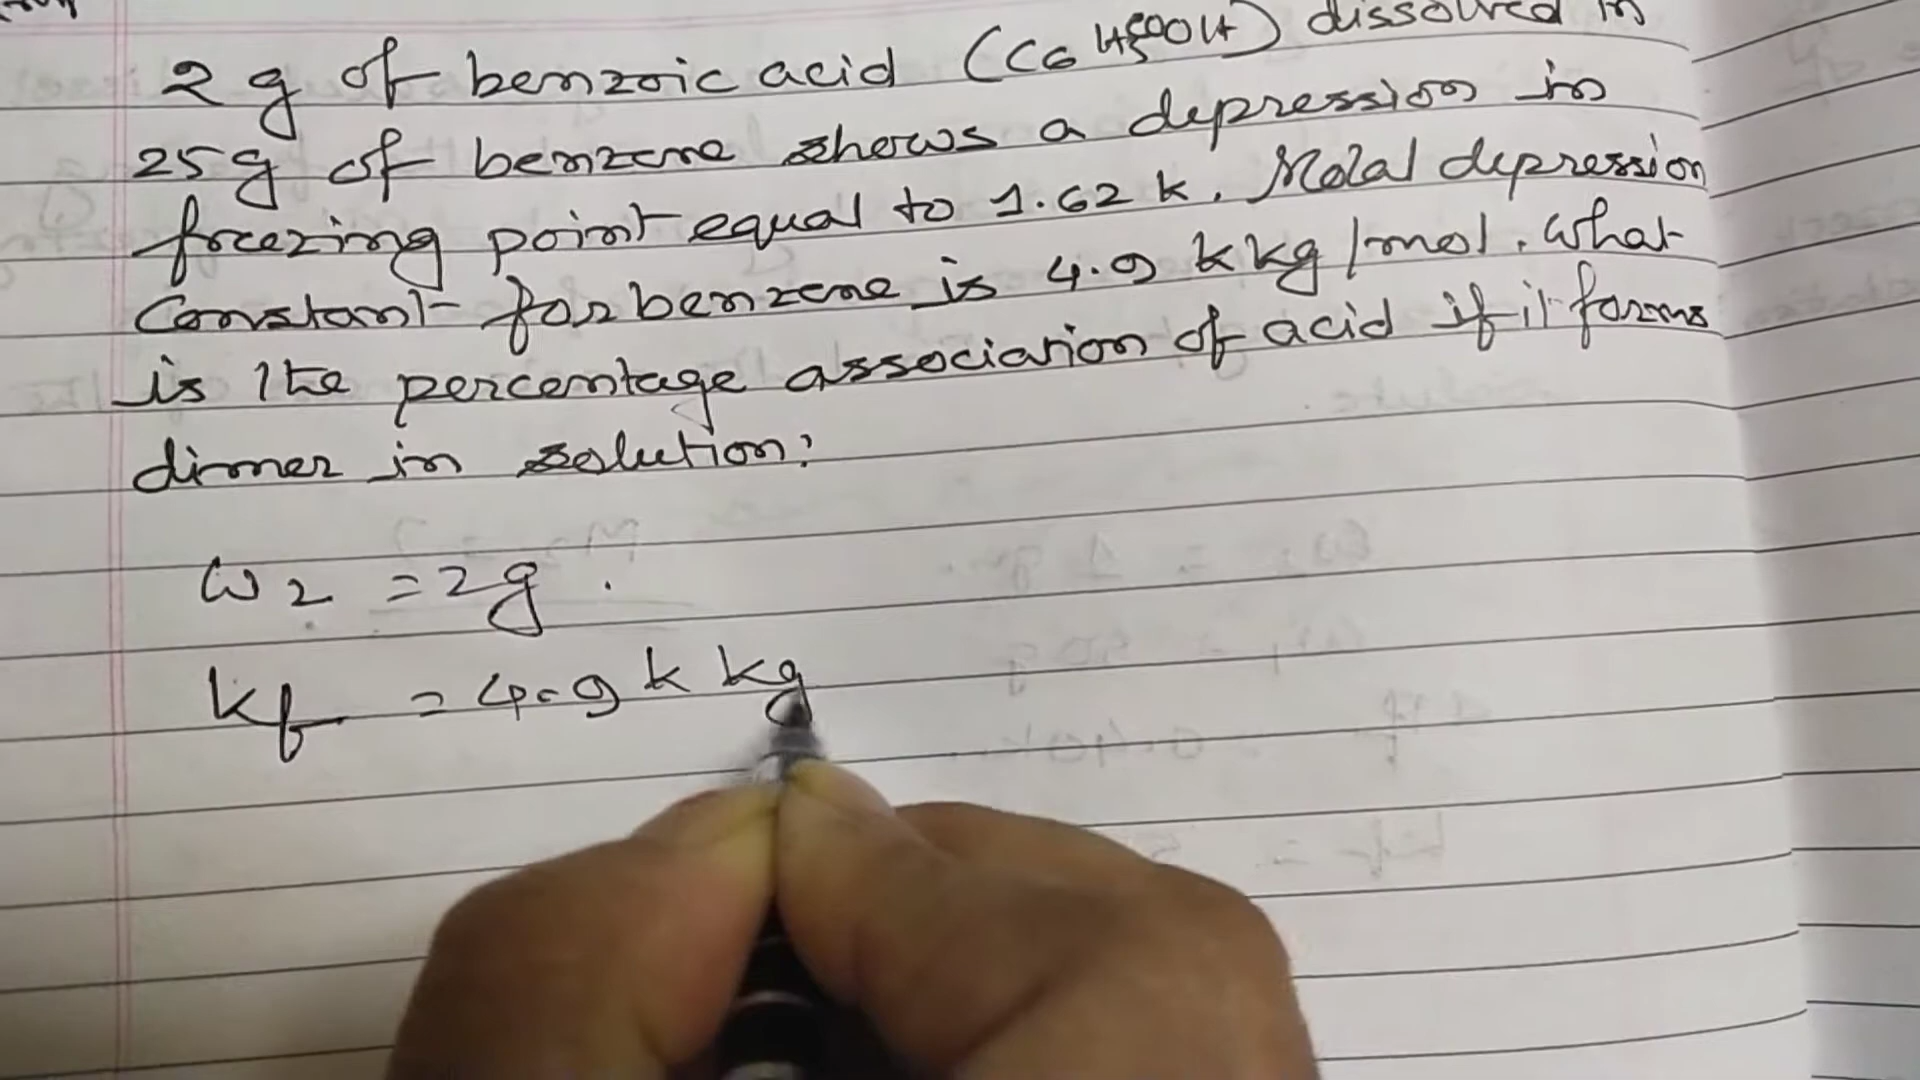 2 g of benzoic acid (C6H5COOH) dissolved in
25g of benzene shows a depression in
freezing point equal to 1.62 k. Molal depression
Constant for benzene is 4.9 k kg/mol. What
is the percentage association of acid if it forms
dimer in solution?
W2 = 2g.
kf = 4.9 k kg